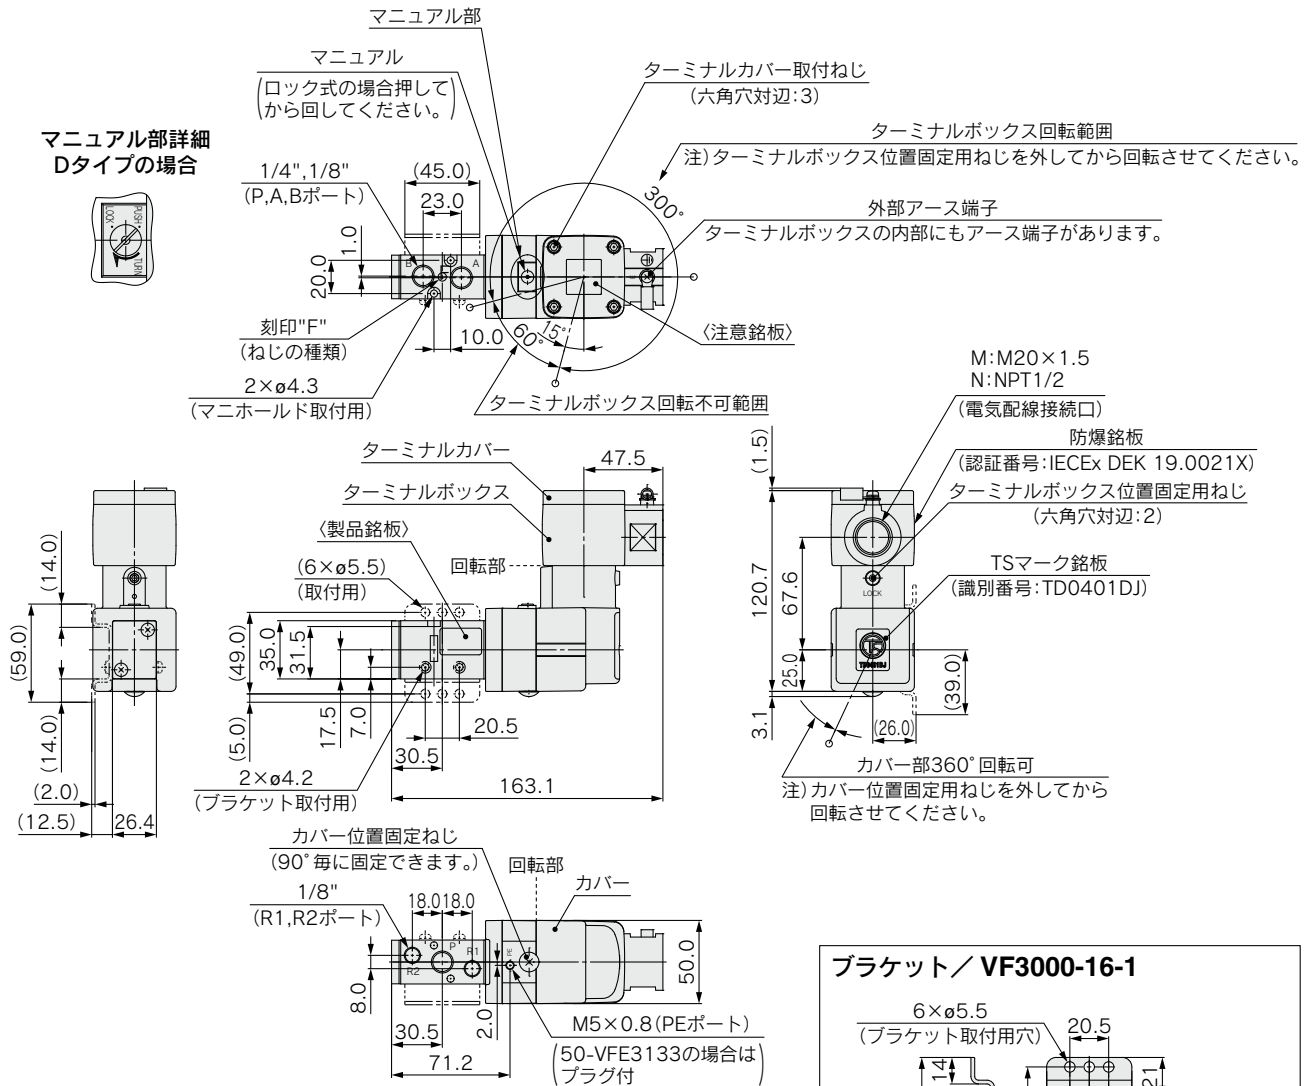 マニュアル部
マニュアル
(ロック式の場合押して
から回してください。)
ターミナルカバー取付ねじ
(六角穴対辺:3)
マニュアル部詳細
Dタイプの場合
PUSH
LOCK
TURN
ターミナルボックス回転範囲
注)ターミナルボックス位置固定用ねじを外してから回転させてください。
300°
外部アース端子
ターミナルボックスの内部にもアース端子があります。
1/4",1/8"
(P,A,Bポート)
(45.0)
23.0
1.0
20.0
B
A
刻印"F"
(ねじの種類)
10.0
15°
60°
〈注意銘板〉
2×ø4.3
(マニホールド取付用)
ターミナルボックス回転不可範囲
M:M20×1.5
N:NPT1/2
(電気配線接続口)
防爆銘板
(認証番号:IECEx DEK 19.0021X)
ターミナルボックス位置固定用ねじ
(六角穴対辺:2)
TSマーク銘板
(識別番号:TD0401DJ)
(1.5)
120.7
67.6
25.0
3.1
LOCK
TD0401DJ
(39.0)
(26.0)
カバー部360°回転可
注)カバー位置固定用ねじを外してから
回転させてください。
ターミナルカバー
ターミナルボックス
〈製品銘板〉
47.5
(6×ø5.5)
(取付用)
回転部
(14.0)
(59.0)
(14.0)
(2.0)
(12.5)
26.4
(49.0)
35.0
31.5
(5.0)
17.5
7.0
20.5
30.5
163.1
2×ø4.2
(ブラケット取付用)
カバー位置固定ねじ
(90°毎に固定できます。)
回転部
カバー
1/8"
(R1,R2ポート)
18.0
18.0
P
R1
R2
PE
8.0
2.0
50.0
30.5
71.2
M5×0.8(PEポート)
(50-VFE3133の場合は
プラグ付)
ブラケット／VF3000-16-1
6×ø5.5
(ブラケット取付用穴)
20.5
14
21